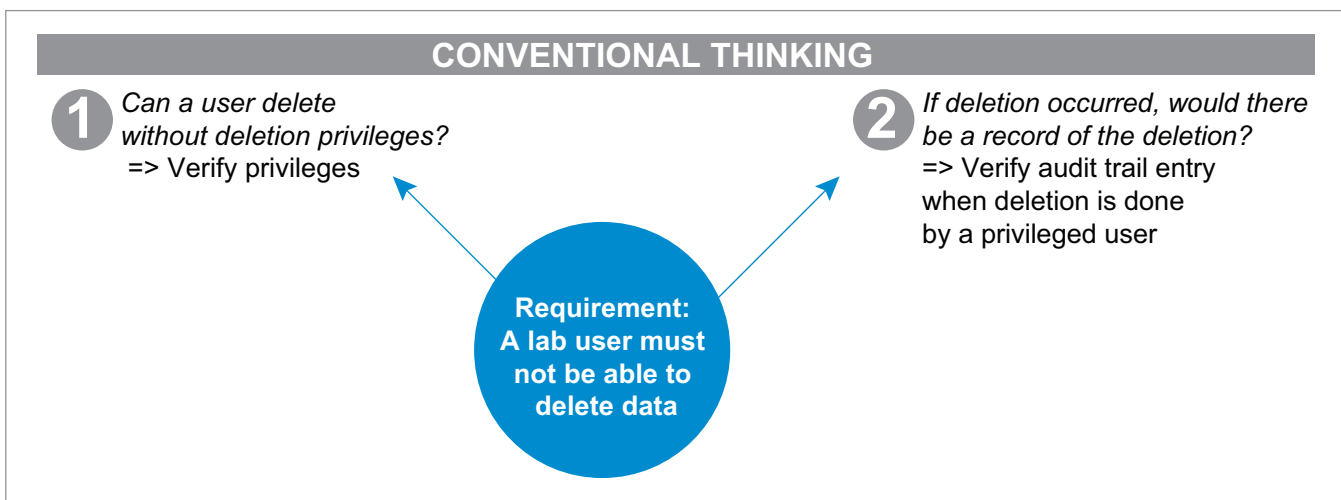 CONVENTIONAL THINKING
1
Can a user delete
without deletion privileges?
=> Verify privileges
2
If deletion occurred, would there
be a record of the deletion?
=> Verify audit trail entry
when deletion is done
by a privileged user
Requirement:
A lab user must
not be able to
delete data